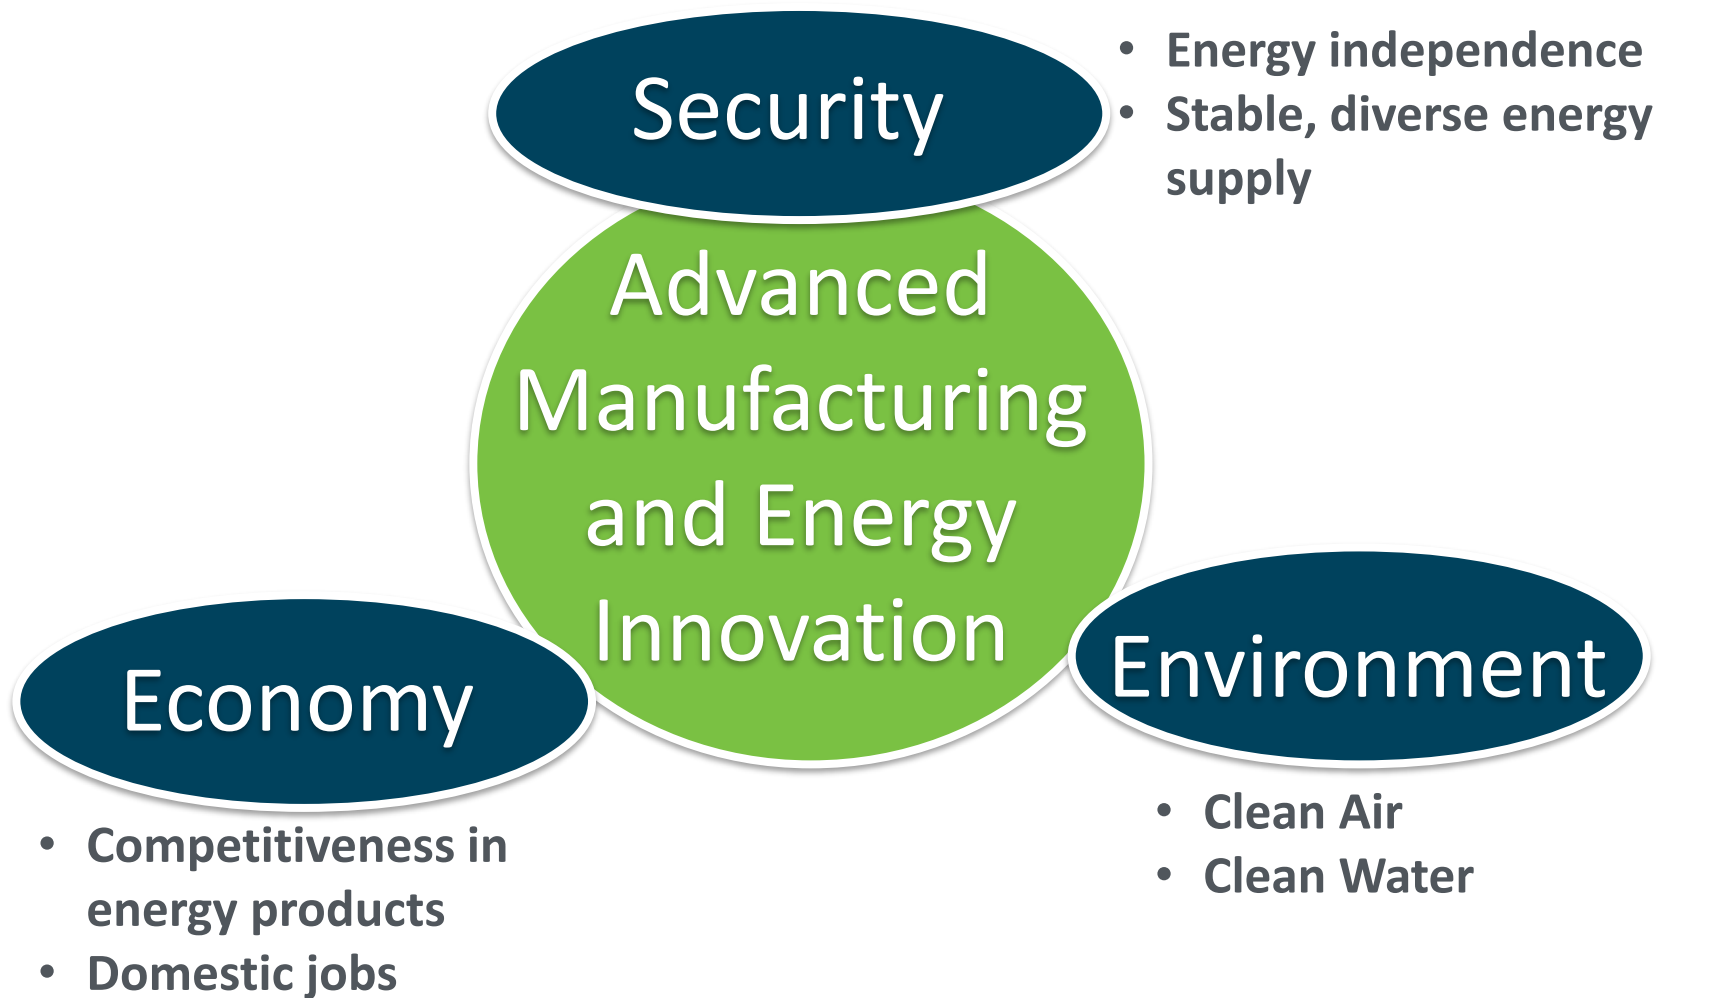 Security
• Energy independence
• Stable, diverse energy
supply
Advanced
Manufacturing
and Energy
Innovation
Economy
• Competitiveness in
energy products
• Domestic jobs
Environment
• Clean Air
• Clean Water